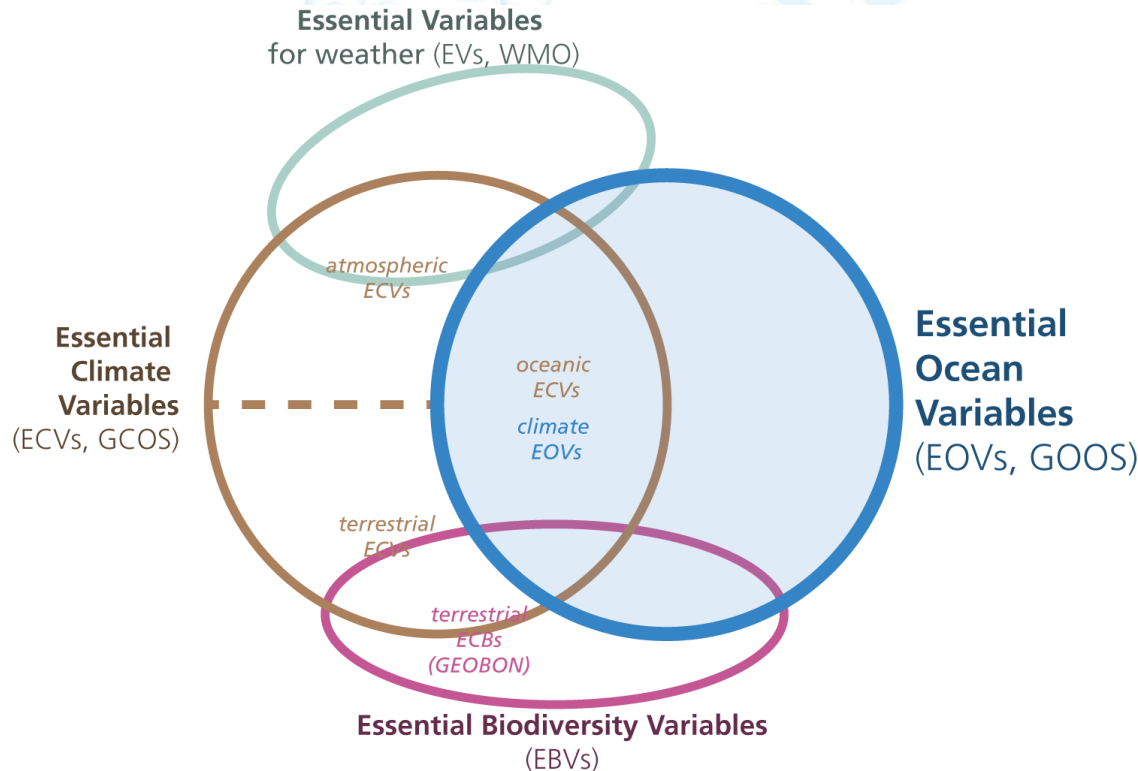 Essential Variables
for weather (EVs, WMO)
atmospheric
ECVs
Essential
Climate
Variables
(ECVs, GCOS)
oceanic
ECVs
climate
EOVs
Essential
Ocean
Variables
(EOVs, GOOS)
terrestrial
ECVs
terrestrial
ECBs
(GEOBON)
Essential Biodiversity Variables
(EBVs)